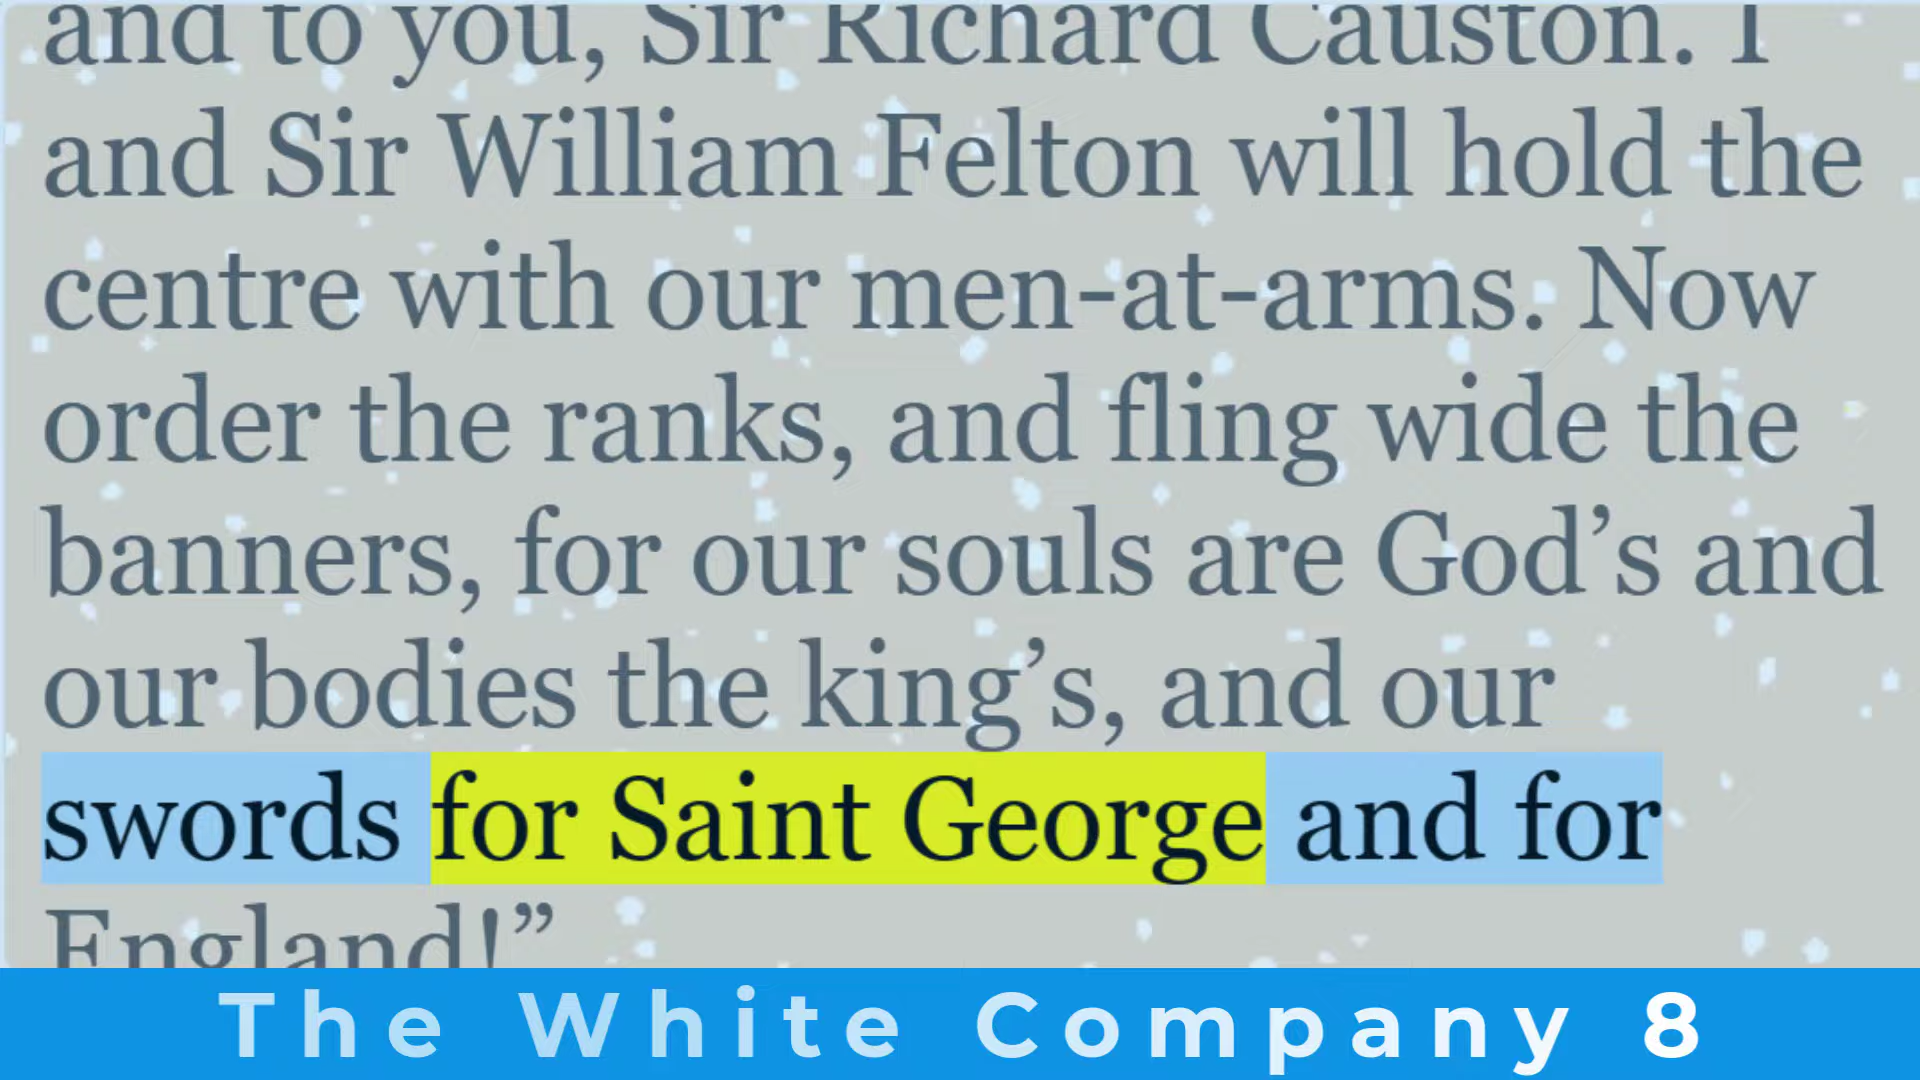 and to you, Sir Richard Causton. I
and Sir William Felton will hold the
centre with our men-at-arms. Now
order the ranks, and fling wide the
banners, for our souls are God’s and
our bodies the king’s, and our
swords for Saint George and for
England!”
The White Company 8